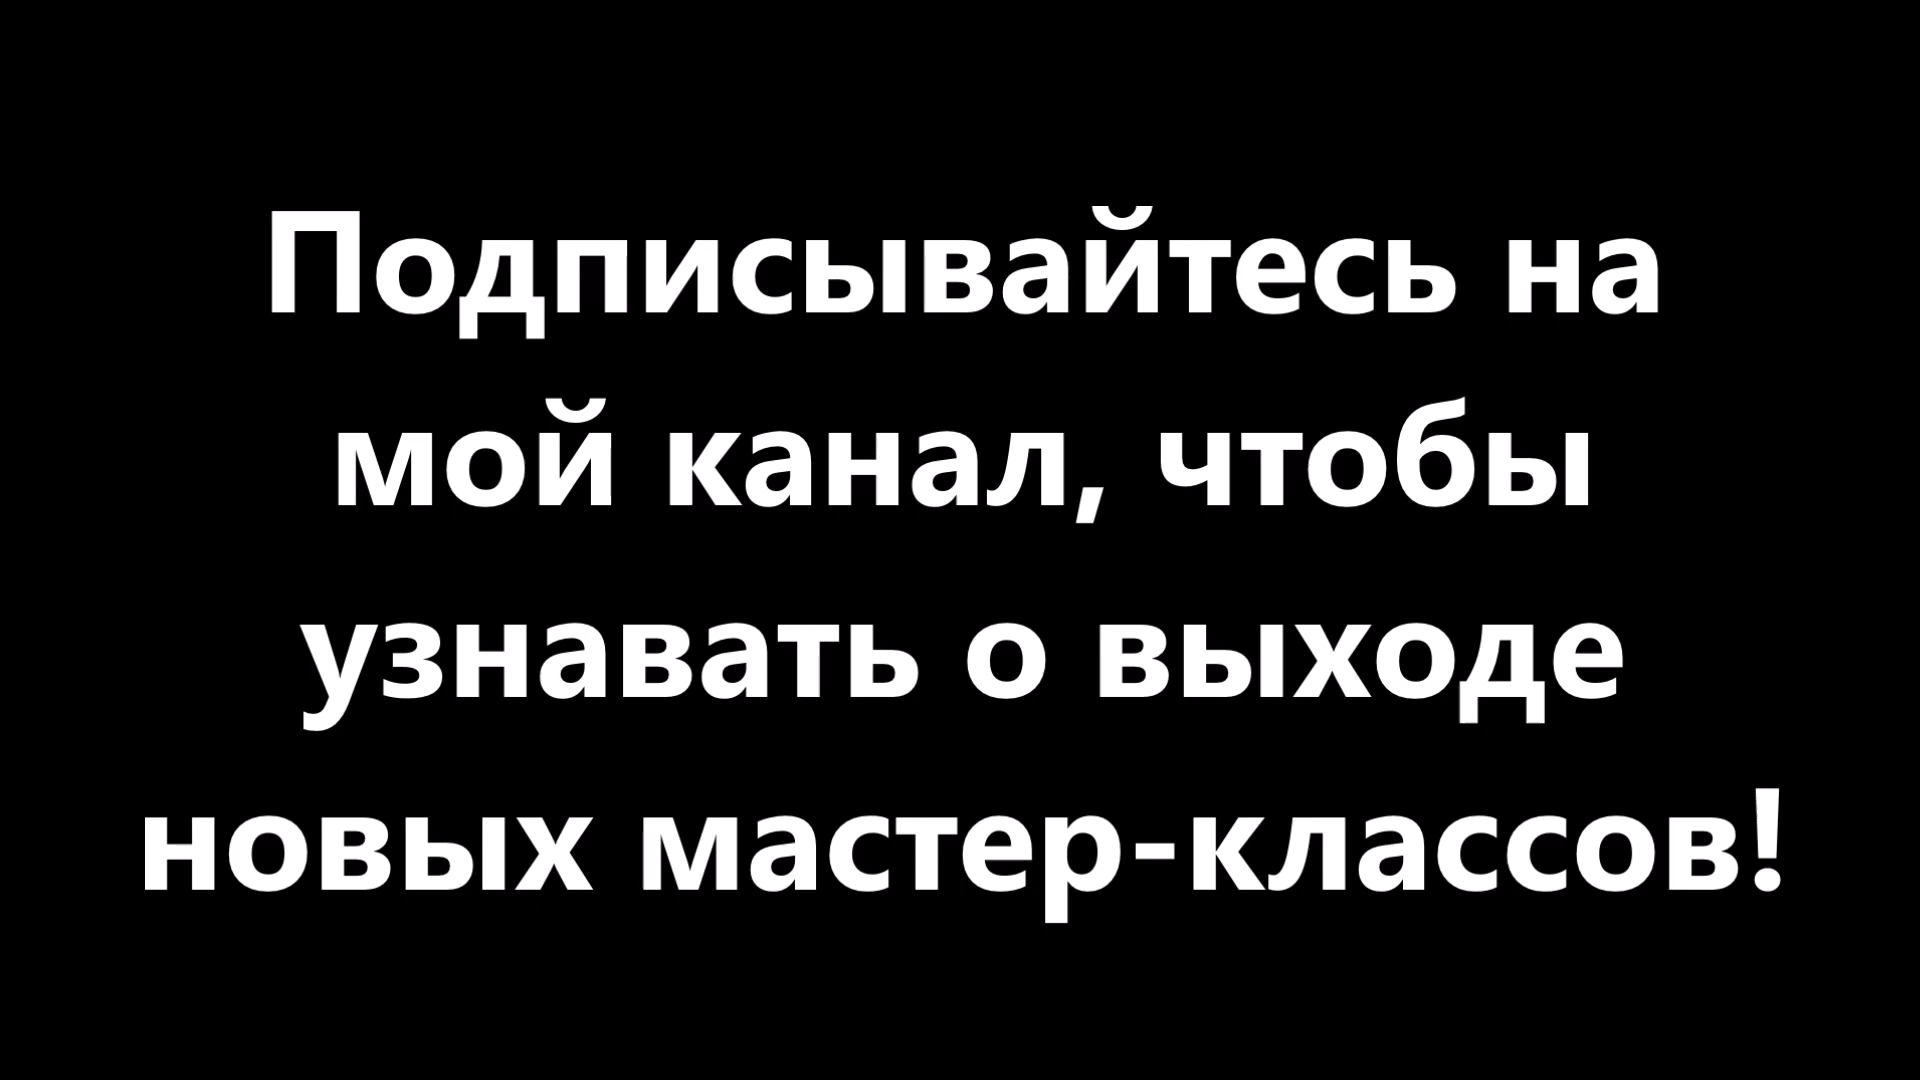 Подписывайтесь на
мой канал, чтобы
узнавать о выходе
новых мастер-классов!